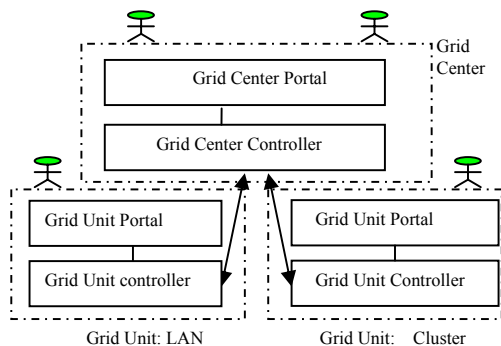 Grid
Center
Grid Center Portal
Grid Center Controller
Grid Unit Portal
Grid Unit controller
Grid Unit Portal
Grid Unit Controller
Grid Unit: LAN
Grid Unit: Cluster